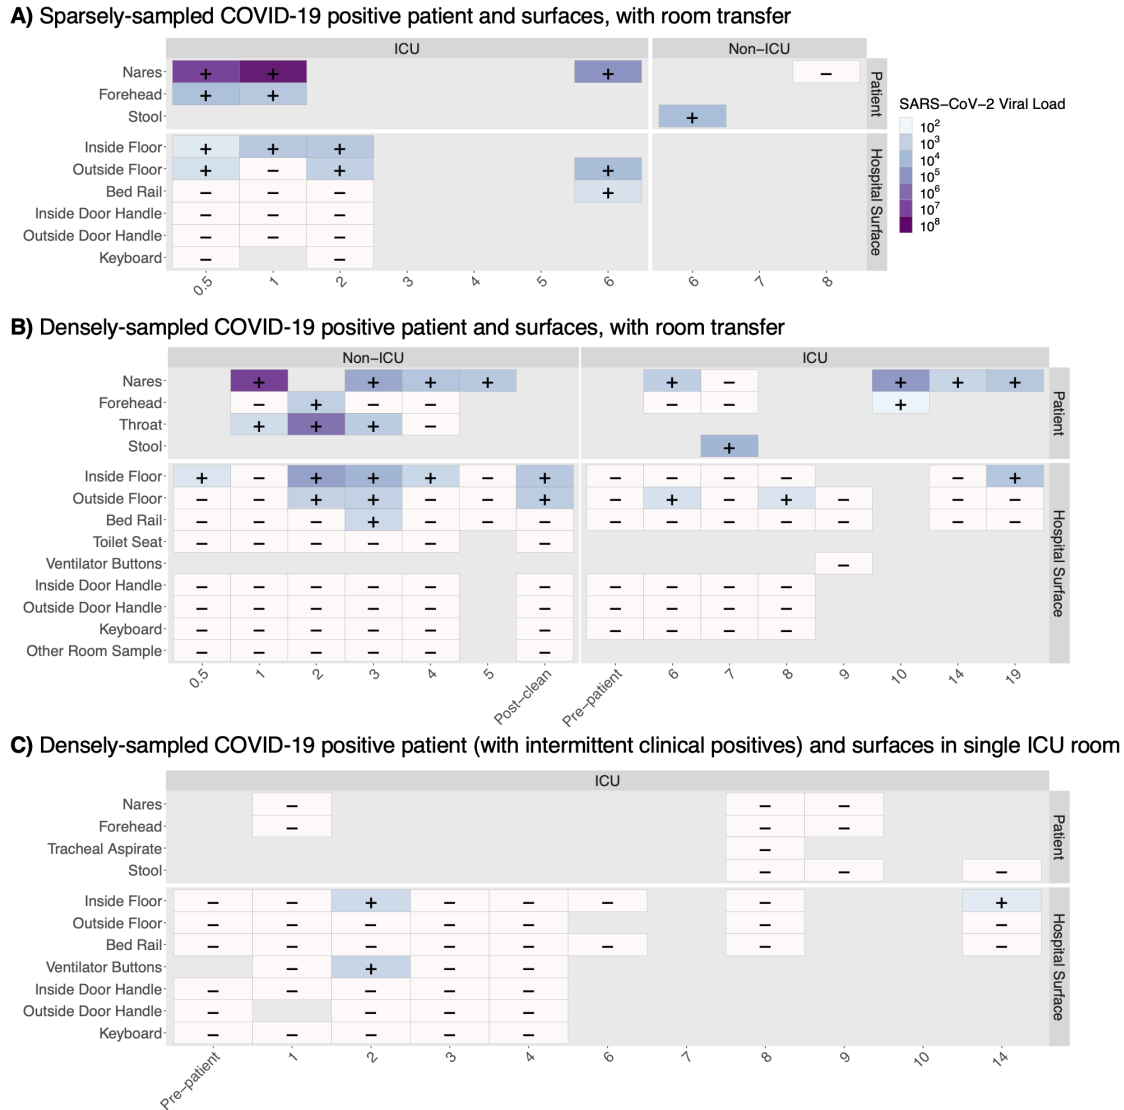 A) Sparsely-sampled COVID-19 positive patient and surfaces, with room transfer
ICU Non−ICU
Nares + + + −
Forehead + +
Stool +
Patient
Inside Floor + + +
Outside Floor + − + +
Bed Rail − − − +
Inside Door Handle − − −
Outside Door Handle − − −
Keyboard − −
Hospital Surface
0.5 1 2 3 4 5 6 6 7 8
SARS−CoV−2 Viral Load
10²
10³
10⁴
10⁵
10⁶
10⁷
10⁸
B) Densely-sampled COVID-19 positive patient and surfaces, with room transfer
Non−ICU ICU
Nares + + + + + − + + +
Forehead − + − − − − +
Throat + + + −
Stool +
Patient
Inside Floor + − + + + − + − − − − − +
Outside Floor − − + + − − + − + − + − − −
Bed Rail − − − + − − − − − − − − − −
Toilet Seat − − − − − −
Ventilator Buttons −
Inside Door Handle − − − − − − − − − −
Outside Door Handle − − − − − − − − − −
Keyboard − − − − − − − − − −
Other Room Sample − − − − − −
Hospital Surface
0.5 1 2 3 4 5 Post−clean Pre−patient 6 7 8 9 10 14 19
C) Densely-sampled COVID-19 positive patient (with intermittent clinical positives) and surfaces in single ICU room
ICU
Nares − − −
Forehead − − −
Tracheal Aspirate −
Stool − − −
Patient
Inside Floor − − + − − − − +
Outside Floor − − − − − − −
Bed Rail − − − − − − − −
Ventilator Buttons − + − −
Inside Door Handle − − − − −
Outside Door Handle − − − −
Keyboard − − − − −
Hospital Surface
Pre−patient 1 2 3 4 6 7 8 9 10 14